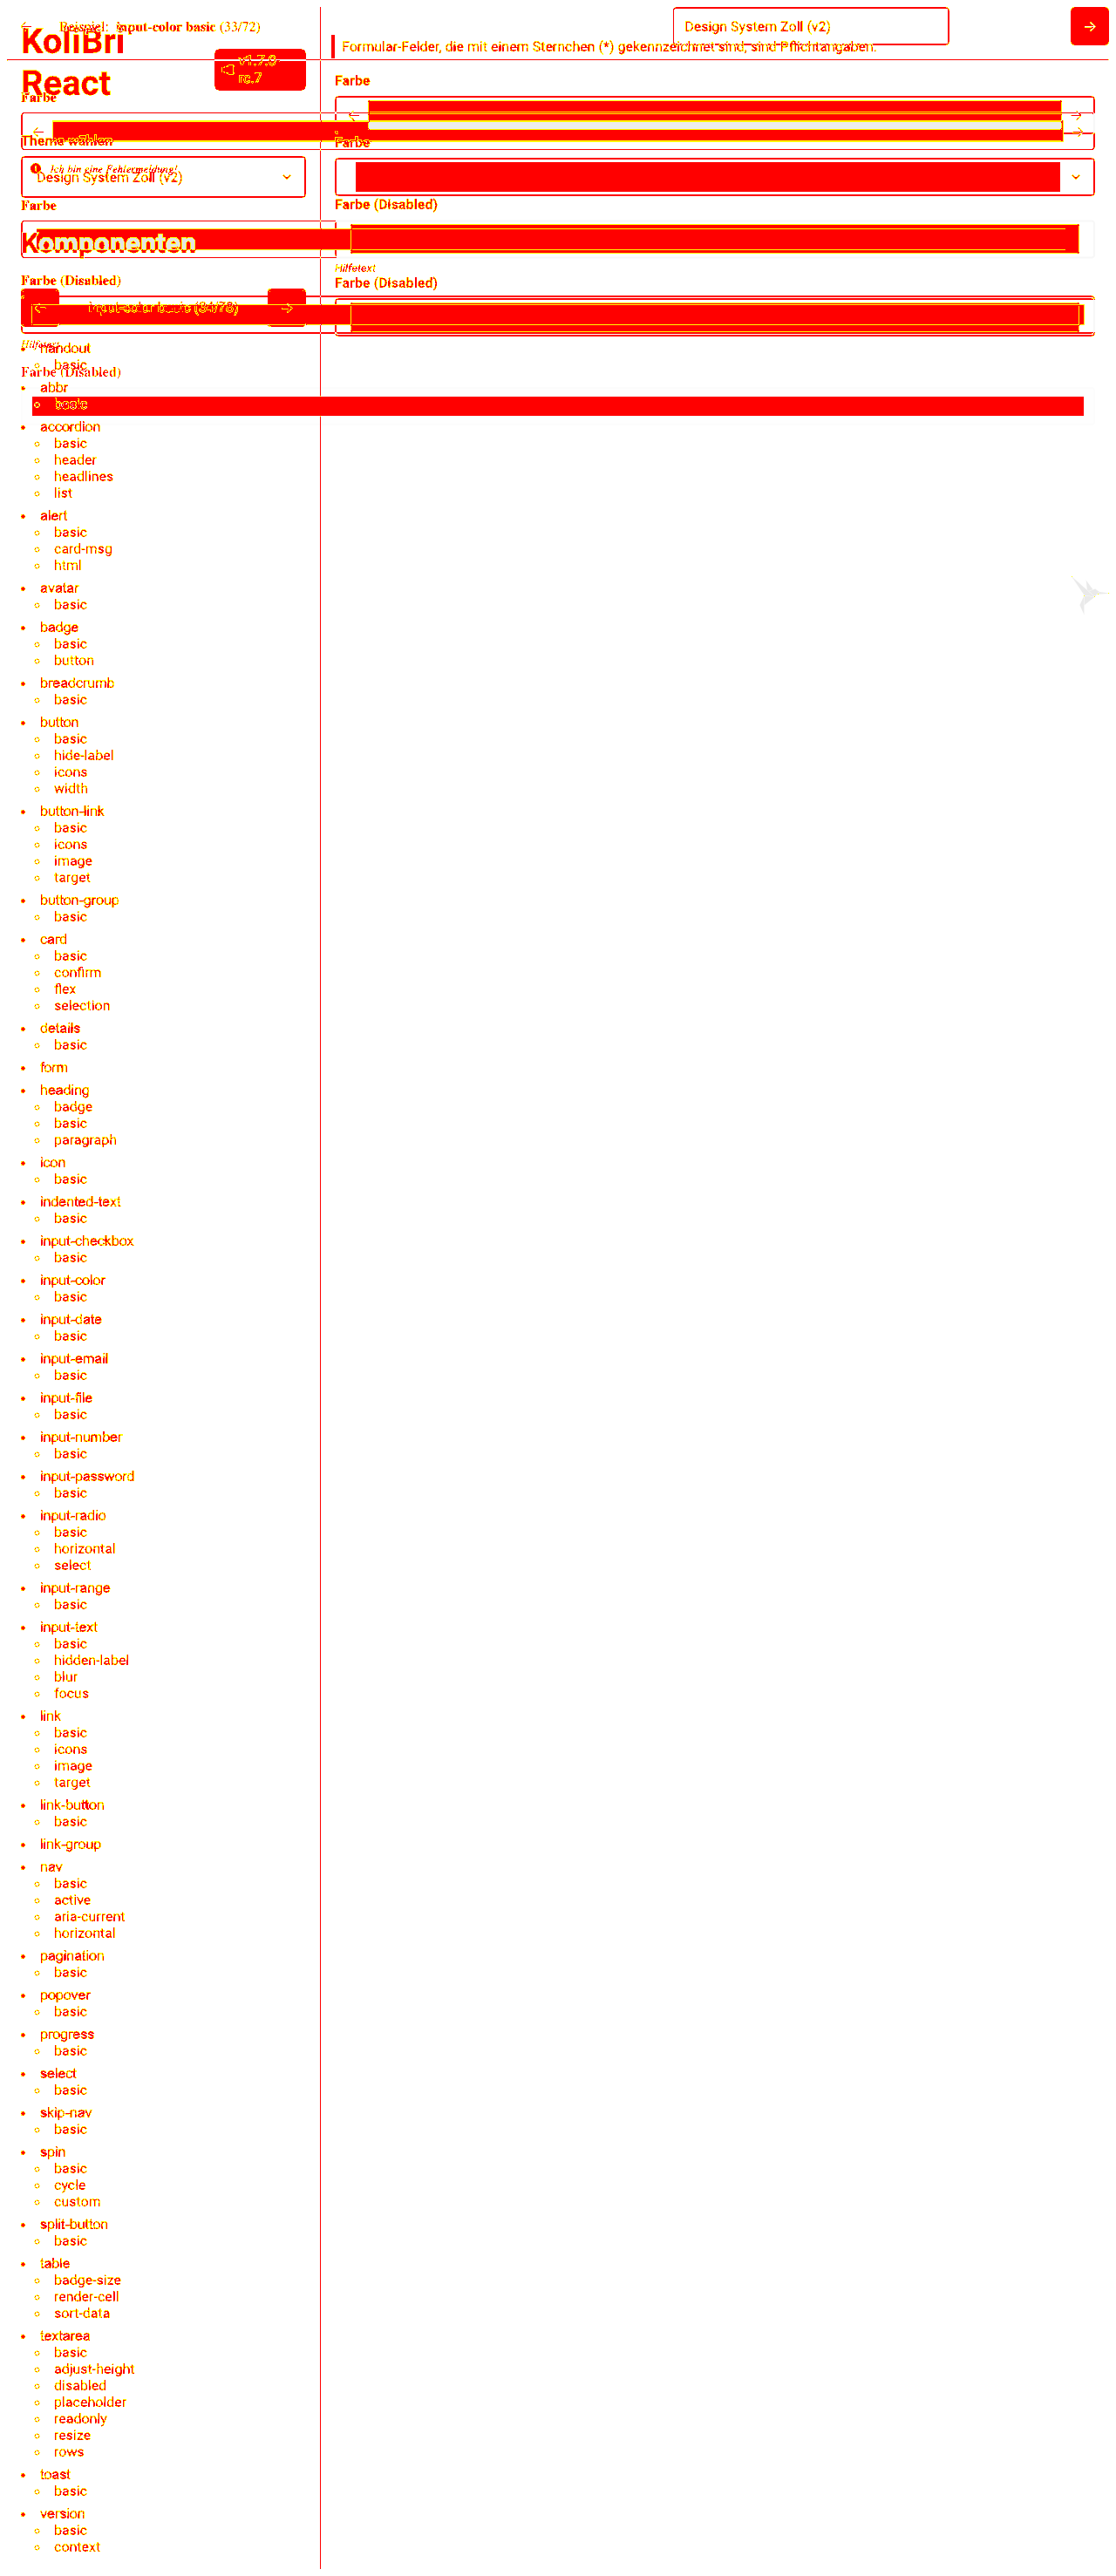 Beispiel: input-color basic (33/72)
Design System Zoll (v2)
KoliBri
React
v1.7.0
rc.7
Formular-Felder, die mit einem Sternchen (*) gekennzeichnet sind, sind Pflichtangaben.
Farbe
Farbe
Theme wählen
Farbe
Ich bin eine Fehlermeldung!
Design System Zoll (v2)
Farbe
Farbe (Disabled)
Komponenten
Hilfetext
Farbe (Disabled)
Farbe (Disabled)
input-color basic (34/78)
Hilfetext
handout
basic
Farbe (Disabled)
abbr
basic
accordion
basic
header
headlines
list
alert
basic
card-msg
html
avatar
basic
badge
basic
button
breadcrumb
basic
button
basic
hide-label
icons
width
button-link
basic
icons
image
target
button-group
basic
card
basic
confirm
flex
selection
details
basic
form
heading
badge
basic
paragraph
icon
basic
indented-text
basic
input-checkbox
basic
input-color
basic
input-date
basic
input-email
basic
input-file
basic
input-number
basic
input-password
basic
input-radio
basic
horizontal
select
input-range
basic
input-text
basic
hidden-label
blur
focus
link
basic
icons
image
target
link-button
basic
link-group
nav
basic
active
aria-current
horizontal
pagination
basic
popover
basic
progress
basic
select
basic
skip-nav
basic
spin
basic
cycle
custom
split-button
basic
table
badge-size
render-cell
sort-data
textarea
basic
adjust-height
disabled
placeholder
readonly
resize
rows
toast
basic
version
basic
context